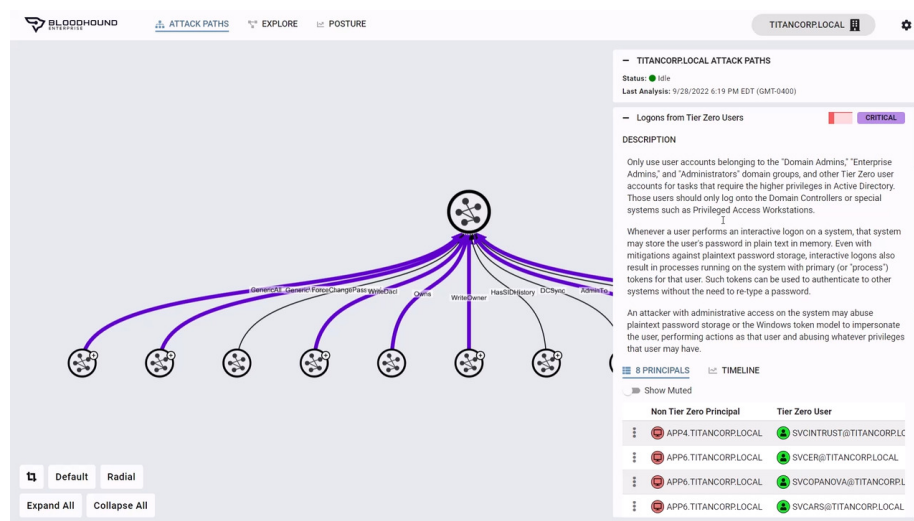 BLOODHOUND
ENTERPRISE
ATTACK PATHS
EXPLORE
POSTURE
TITANCORP.LOCAL
GenericAll
Generic
ForceChangePass
WriteDacl
Owns
WriteOwner
HasSIDHistory
DCSync
AdminTo
Default
Radial
Expand All
Collapse All
TITANCORP.LOCAL ATTACK PATHS
Status: Idle
Last Analysis: 9/28/2022 6:19 PM EDT (GMT-0400)
Logons from Tier Zero Users
CRITICAL
DESCRIPTION
Only use user accounts belonging to the "Domain Admins," "Enterprise
Admins," and "Administrators" domain groups, and other Tier Zero user
accounts for tasks that require the higher privileges in Active Directory.
Those users should only log onto the Domain Controllers or special
systems such as Privileged Access Workstations.
Whenever a user performs an interactive logon on a system, that system
may store the user's password in plain text in memory. Even with
mitigations against plaintext password storage, interactive logons also
result in processes running on the system with primary (or "process")
tokens for that user. Such tokens can be used to authenticate to other
systems without the need to re-type a password.
An attacker with administrative access on the system may abuse
plaintext password storage or the Windows token model to impersonate
the user, performing actions as that user and abusing whatever privileges
that user may have.
8 PRINCIPALS
TIMELINE
Show Muted
Non Tier Zero Principal Tier Zero User
APP4.TITANCORP.LOCAL SVCINTRUST@TITANCORP.LO
APP6.TITANCORP.LOCAL SVCER@TITANCORP.LOCAL
APP6.TITANCORP.LOCAL SVCOPANOVA@TITANCORP.L
APP6.TITANCORP.LOCAL SVCARS@TITANCORP.LOCAL